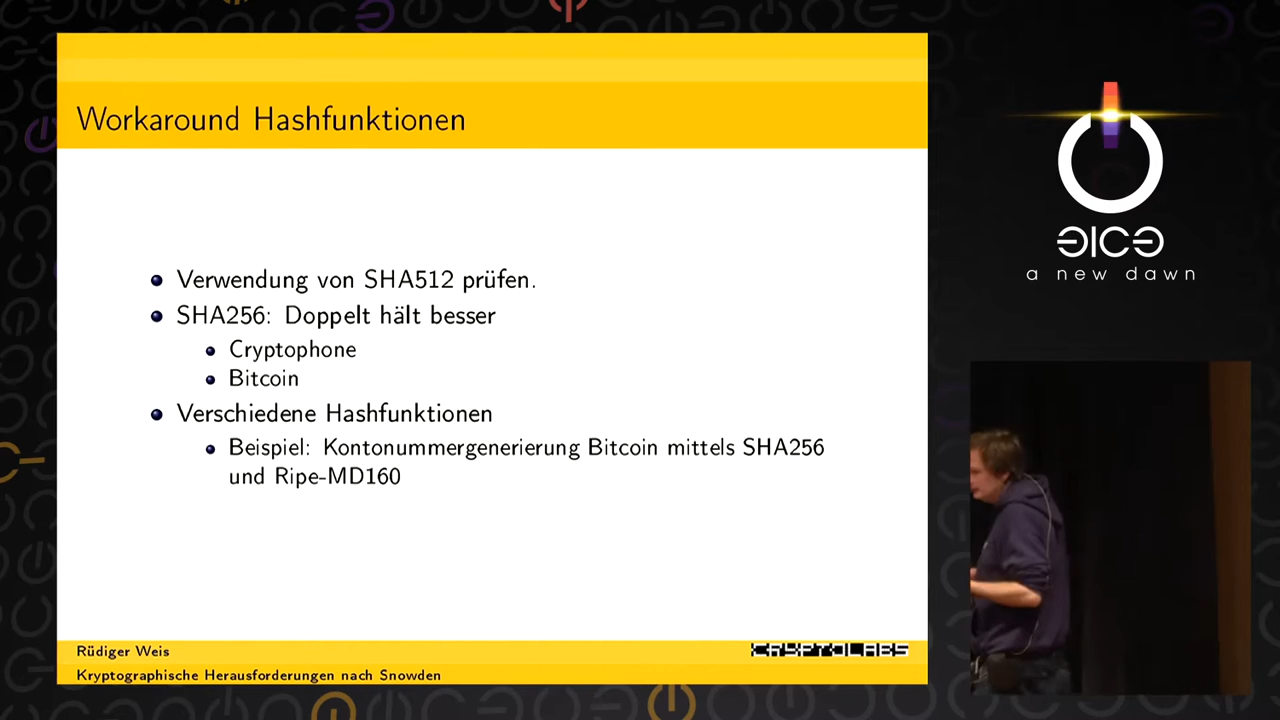 Workaround Hashfunktionen
Verwendung von SHA512 prüfen.
SHA256: Doppelt hält besser
Cryptophone
Bitcoin
Verschiedene Hashfunktionen
Beispiel: Kontonummergenerierung Bitcoin mittels SHA256
und Ripe-MD160
Rüdiger Weis
CRYPTOLABS
Kryptographische Herausforderungen nach Snowden
31C3
a new dawn